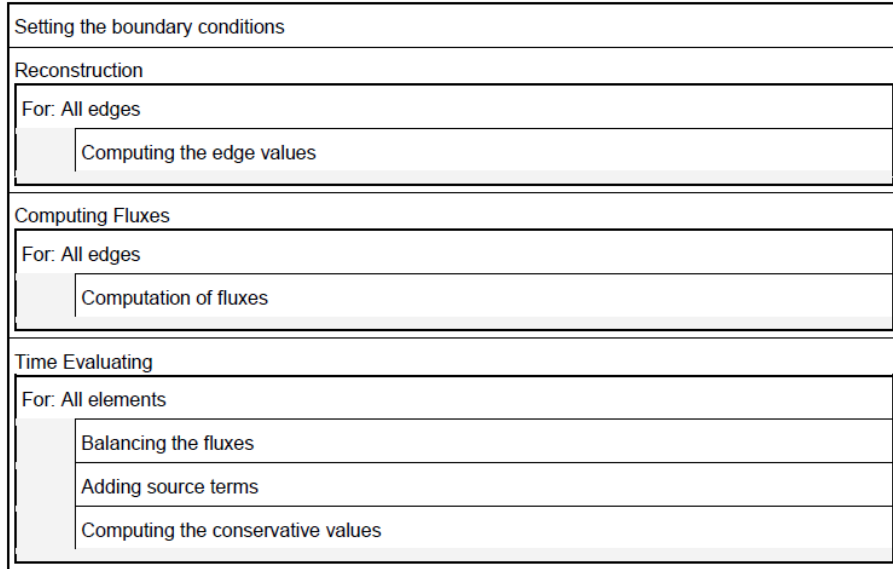 Setting the boundary conditions
Reconstruction
For: All edges
Computing the edge values
Computing Fluxes
For: All edges
Computation of fluxes
Time Evaluating
For: All elements
Balancing the fluxes
Adding source terms
Computing the conservative values